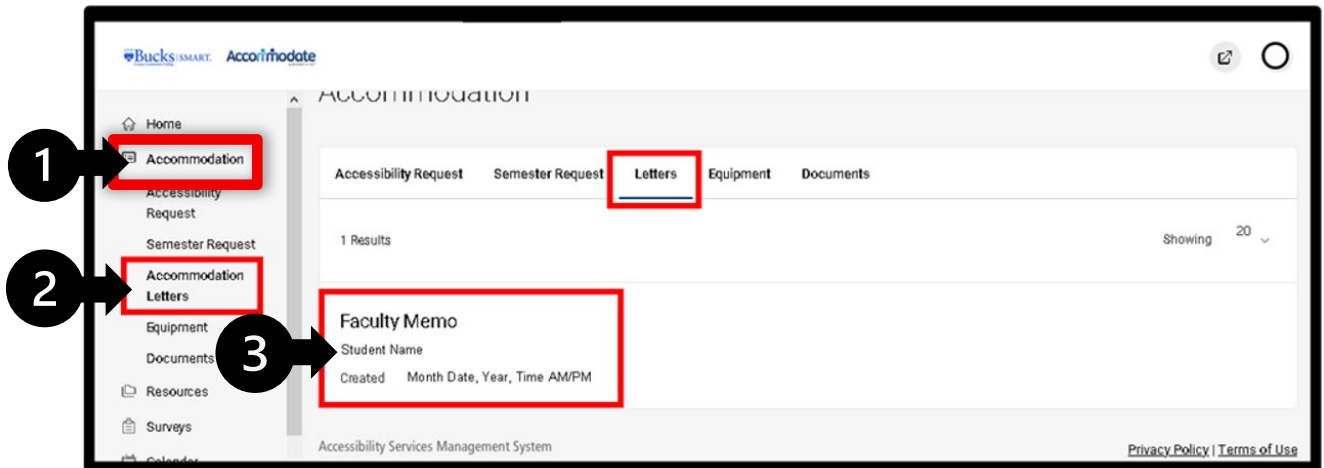 Bucks SMART. Accommodate
Accommodation
Home
1
Accommodation
Accessibility
Request
Semester Request
2
Accommodation
Letters
Equipment
Documents
Resources
Surveys
Calendar
Accessibility Request Semester Request Letters Equipment Documents
1 Results
Showing 20
Faculty Memo
3
Student Name
Created Month Date, Year, Time AM/PM
Accessibility Services Management System
Privacy Policy | Terms of Use